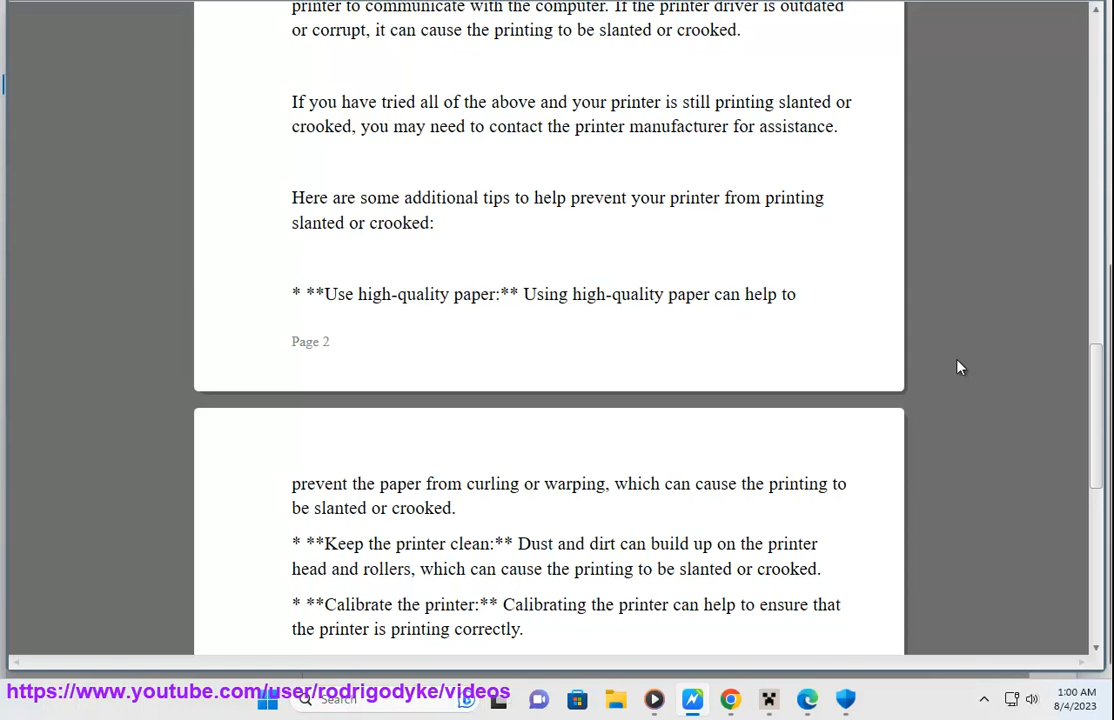 printer to communicate with the computer. If the printer driver is outdated
or corrupt, it can cause the printing to be slanted or crooked.
If you have tried all of the above and your printer is still printing slanted or
crooked, you may need to contact the printer manufacturer for assistance.
Here are some additional tips to help prevent your printer from printing
slanted or crooked:
* **Use high-quality paper:** Using high-quality paper can help to
Page 2
prevent the paper from curling or warping, which can cause the printing to
be slanted or crooked.
* **Keep the printer clean:** Dust and dirt can build up on the printer
head and rollers, which can cause the printing to be slanted or crooked.
* **Calibrate the printer:** Calibrating the printer can help to ensure that
the printer is printing correctly.
https://www.youtube.com/user/rodrigodyke/videos
Search
1:00 AM
8/4/2023